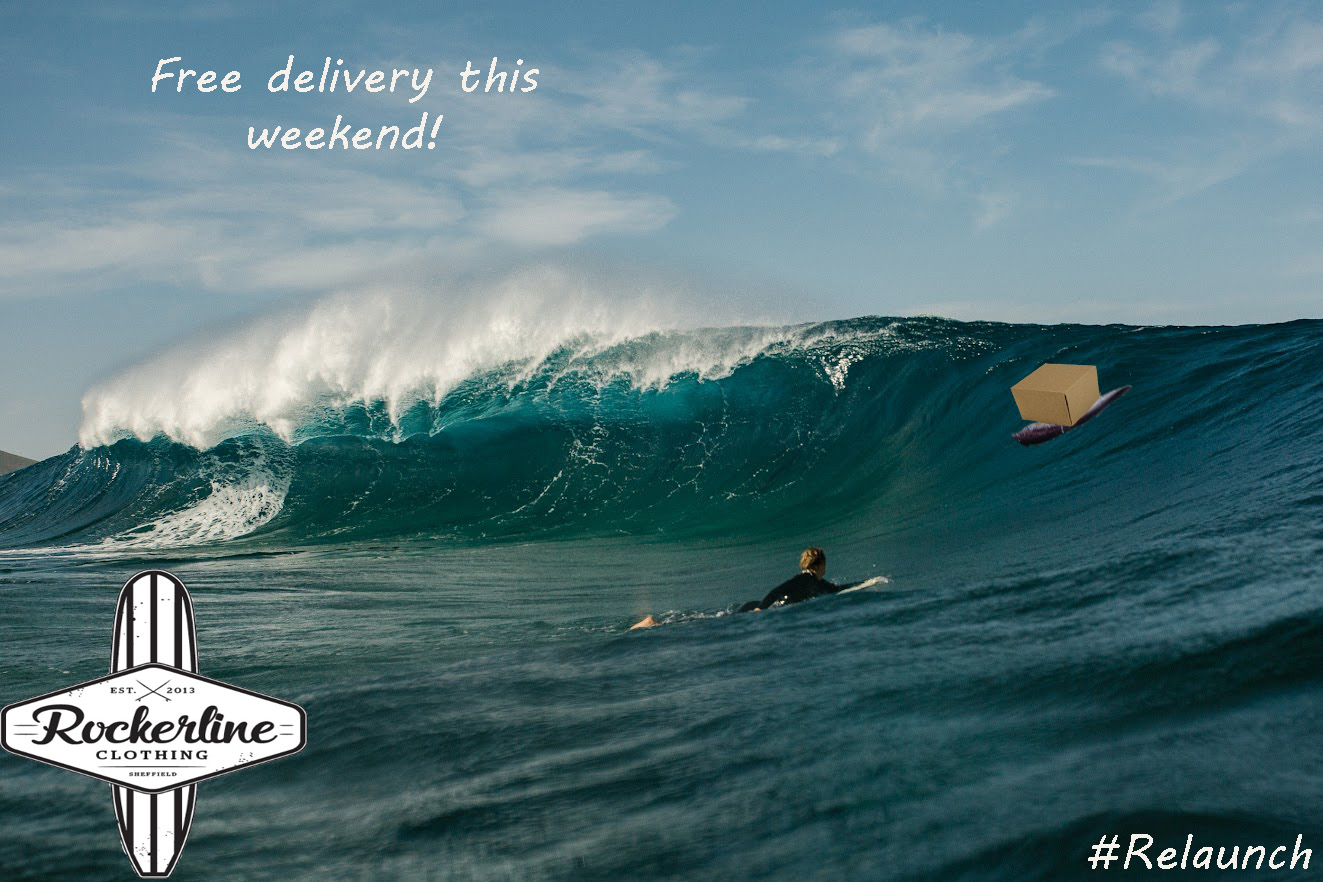 Free delivery this
weekend!
EST. 2013
Rockerline
CLOTHING
SHEFFIELD
#Relaunch